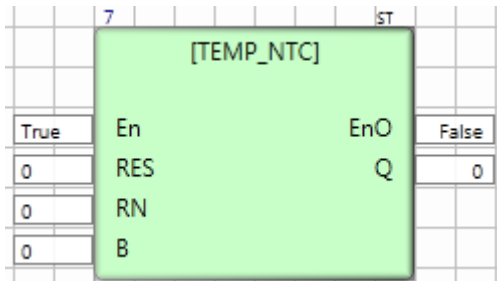 7 ST
[TEMP_NTC]
True En EnO False
0 RES Q 0
0 RN
0 B